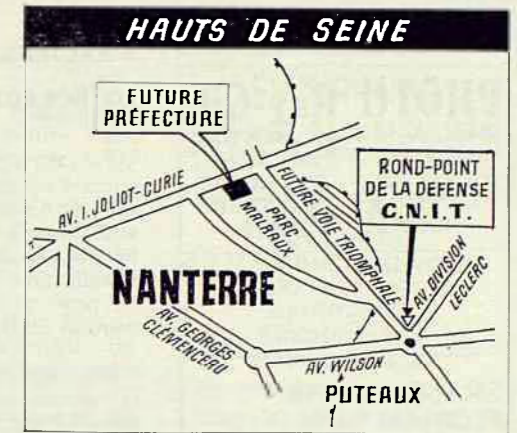 HAUTS DE SEINE
FUTURE
PRÉFECTURE
ROND-POINT
DE LA DEFENSE
C.N.I.T.
AV. I. JOLIOT-CURIE
PARC
MALRAUX
FUTURE VOIE TRIOMPHALE
AV. DIVISION
LECLERC
NANTERRE
AV. GEORGES
CLÉMENCEAU
AV. WILSON
PUTEAUX